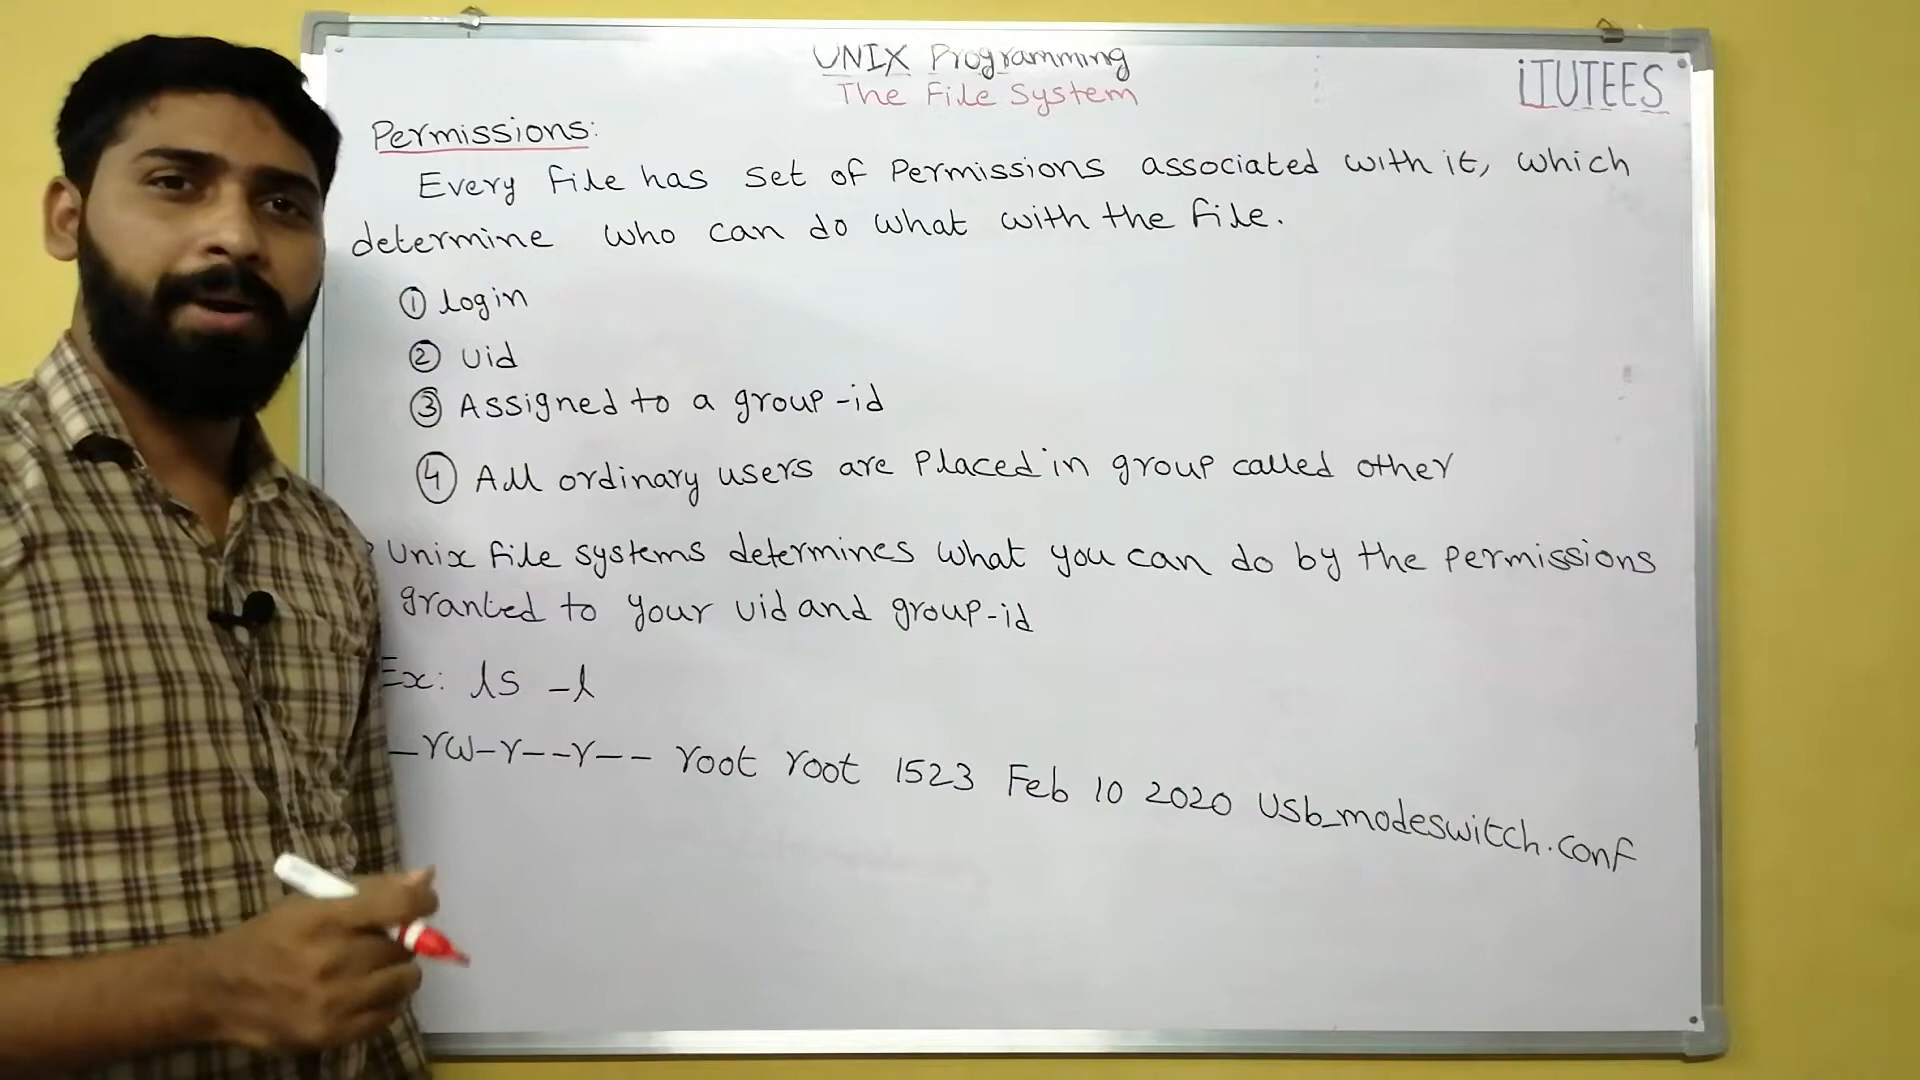 UNIX Programming
The File System
iTUTEES
Permissions:
Every file has set of Permissions associated with it, which
determine who can do what with the file.
① login
② uid
③ Assigned to a group-id
④ All ordinary users are placed in group called other
Unix file systems determines what you can do by the permissions
granted to your uid and group-id
Ex: ls -l
-rw-r--r-- root root 1523 Feb 10 2020 usb_modeswitch.conf